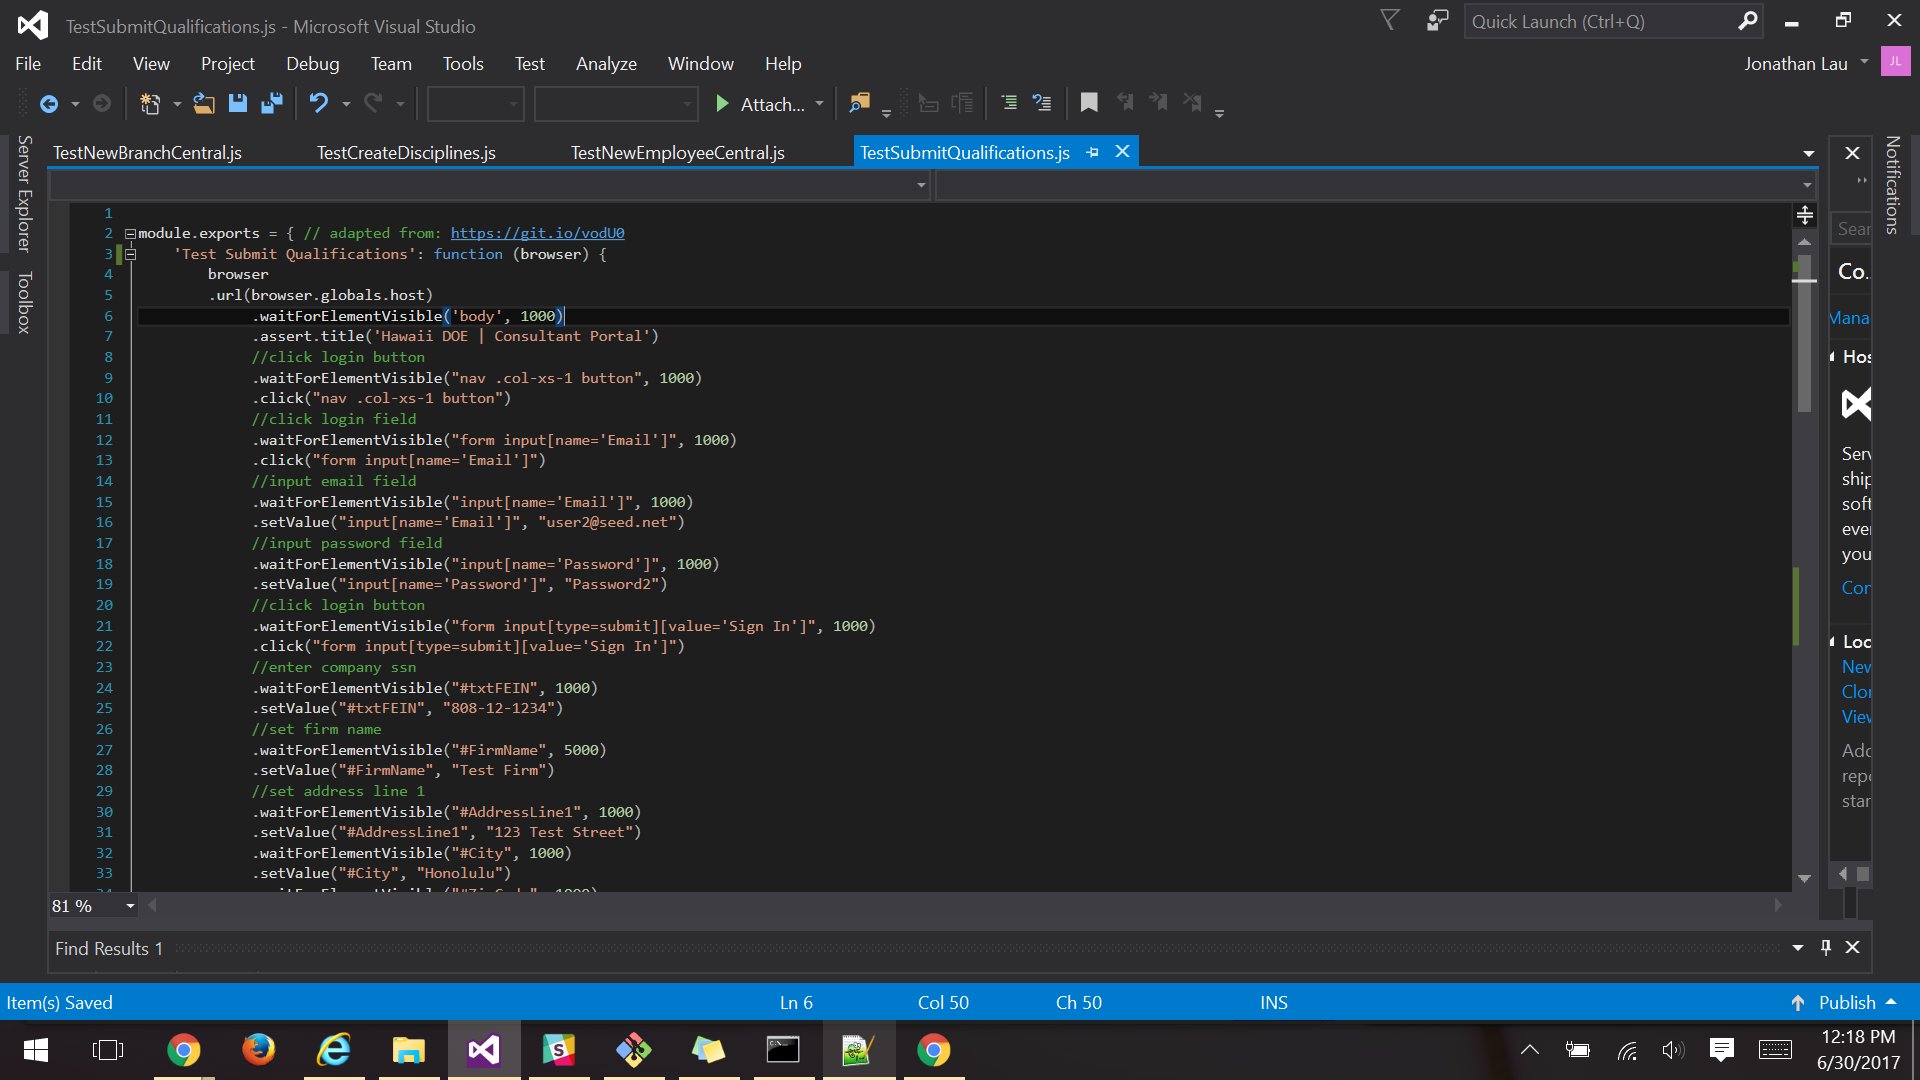 TestSubmitQualifications.js - Microsoft Visual Studio
Quick Launch (Ctrl+Q)
File Edit View Project Debug Team Tools Test Analyze Window Help
Jonathan Lau
JL
Attach...
Server Explorer
Toolbox
TestNewBranchCentral.js TestCreateDisciplines.js TestNewEmployeeCentral.js TestSubmitQualifications.js
Notifications
1
2 module.exports = { // adapted from: https://git.io/vodU0
3 'Test Submit Qualifications': function (browser) {
4 browser
5 .url(browser.globals.host)
6 .waitForElementVisible('body', 1000)
7 .assert.title('Hawaii DOE | Consultant Portal')
8 //click login button
9 .waitForElementVisible("nav .col-xs-1 button", 1000)
10 .click("nav .col-xs-1 button")
11 //click login field
12 .waitForElementVisible("form input[name='Email']", 1000)
13 .click("form input[name='Email']")
14 //input email field
15 .waitForElementVisible("input[name='Email']", 1000)
16 .setValue("input[name='Email']", "user2@seed.net")
17 //input password field
18 .waitForElementVisible("input[name='Password']", 1000)
19 .setValue("input[name='Password']", "Password2")
20 //click login button
21 .waitForElementVisible("form input[type=submit][value='Sign In']", 1000)
22 .click("form input[type=submit][value='Sign In']")
23 //enter company ssn
24 .waitForElementVisible("#txtFEIN", 1000)
25 .setValue("#txtFEIN", "808-12-1234")
26 //set firm name
27 .waitForElementVisible("#FirmName", 5000)
28 .setValue("#FirmName", "Test Firm")
29 //set address line 1
30 .waitForElementVisible("#AddressLine1", 1000)
31 .setValue("#AddressLine1", "123 Test Street")
32 .waitForElementVisible("#City", 1000)
33 .setValue("#City", "Honolulu")
Sear
Co...
Mana
Hos
Serv
ship
soft
ever
you
Con
Loc
New
Clon
View
Add
repo
star
81 %
Find Results 1
Item(s) Saved Ln 6 Col 50 Ch 50 INS Publish
12:18 PM
6/30/2017